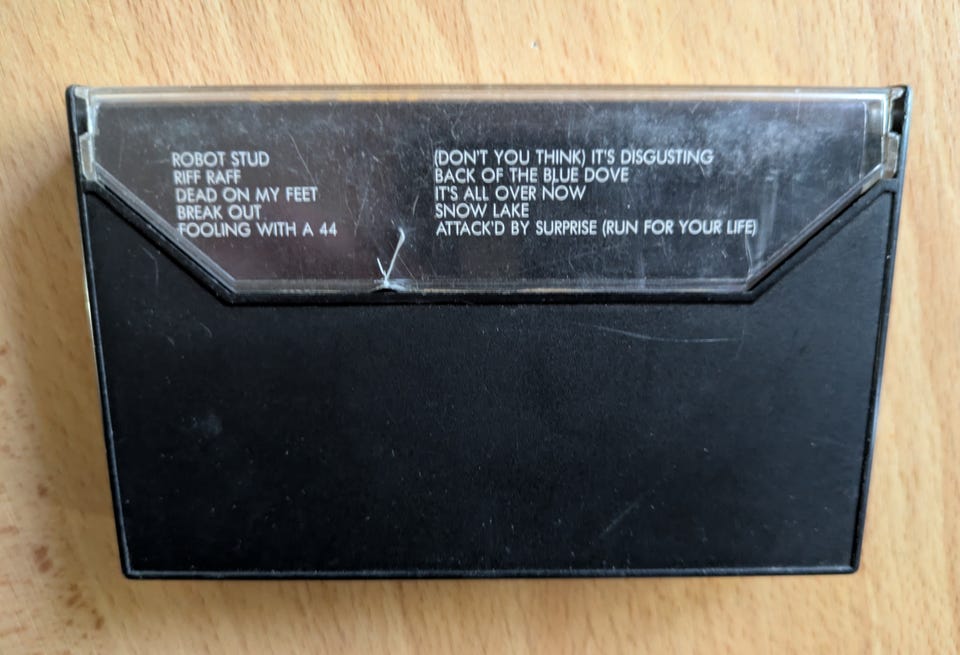 ROBOT STUD
RIFF RAFF
DEAD ON MY FEET
BREAK OUT
FOOLING WITH A 44
(DON'T YOU THINK) IT'S DISGUSTING
BACK OF THE BLUE DOVE
IT'S ALL OVER NOW
SNOW LAKE
ATTACK'D BY SURPRISE (RUN FOR YOUR LIFE)